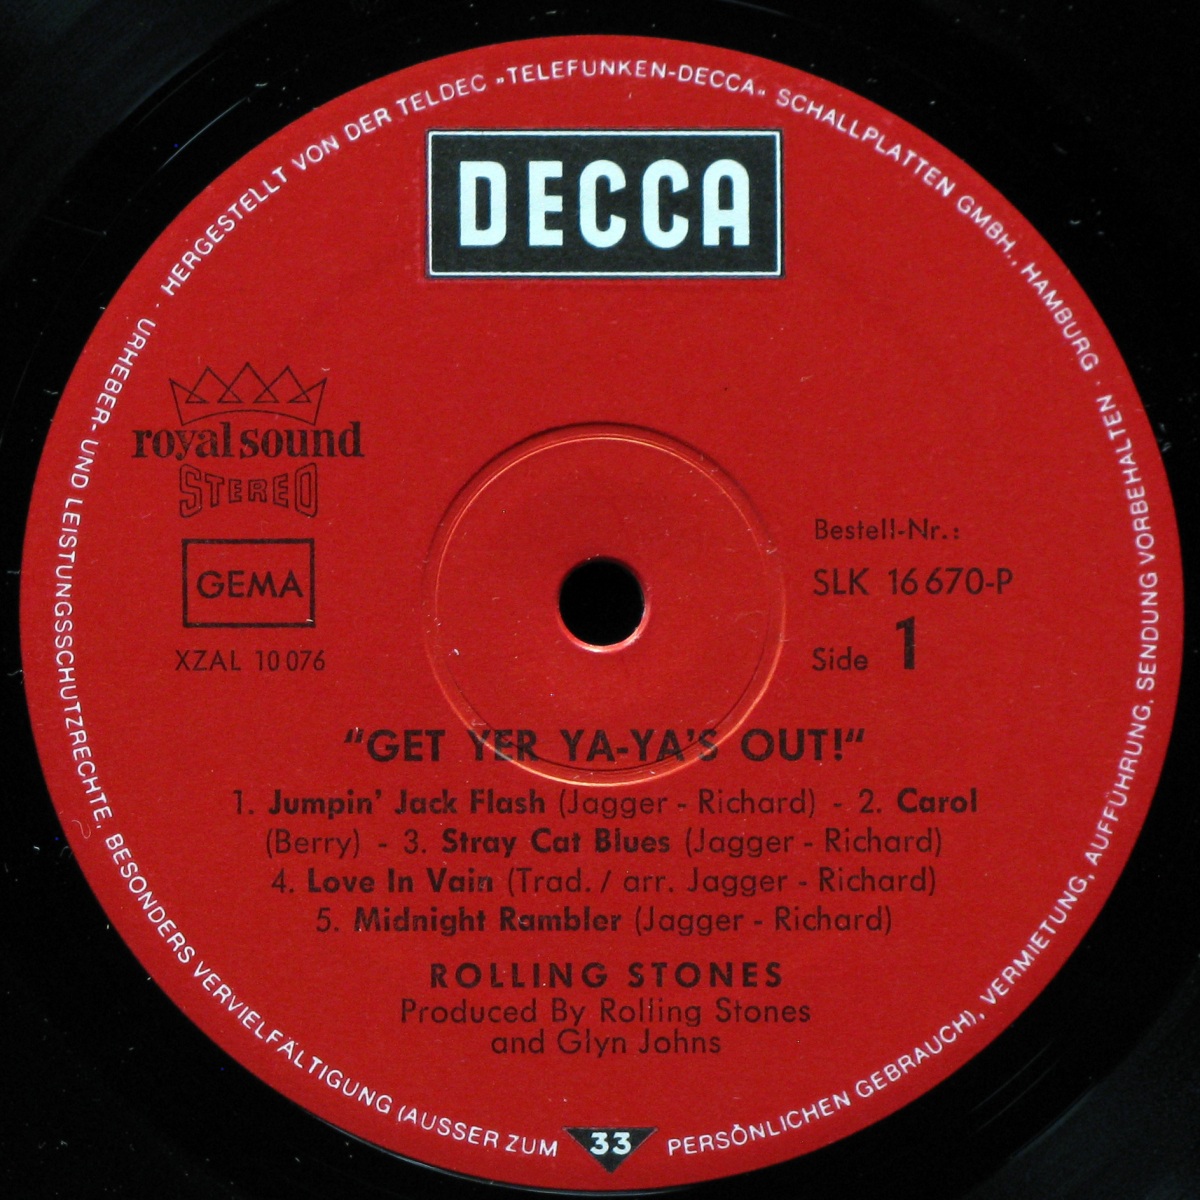 HERGESTELLT VON DER TELDEC „TELEFUNKEN-DECCA“ SCHALLPLATTEN GMBH., HAMBURG · URHEBER- UND LEISTUNGSSCHUTZRECHTE, BESONDERS VERVIELFÄLTIGUNG (AUSSER ZUM PERSÖNLICHEN GEBRAUCH), VERMIETUNG, AUFFÜHRUNG, SENDUNG VORBEHALTEN ·
DECCA
royal sound
STEREO
GEMA
XZAL 10 076
Bestell-Nr.:
SLK 16 670-P
Side 1
“GET YER YA-YA'S OUT!“
1. Jumpin' Jack Flash (Jagger - Richard) - 2. Carol
(Berry) - 3. Stray Cat Blues (Jagger - Richard)
4. Love In Vain (Trad. / arr. Jagger - Richard)
5. Midnight Rambler (Jagger - Richard)
ROLLING STONES
Produced By Rolling Stones
and Glyn Johns
33